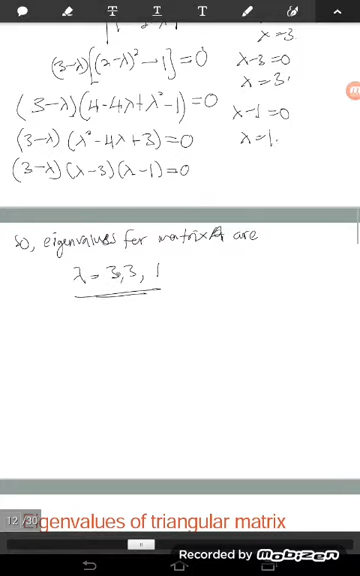 λ=3
(3-λ)[(2-λ)²-1]=0
λ-3=0
λ=3
(3-λ)(4-4λ+λ²-1)=0
λ-1=0
(3-λ)(λ²-4λ+3)=0
λ=1.
(3-λ)(λ-3)(λ-1)=0
so, eigenvalues for matrix A are
λ=3,3,1
12 /30
Eigenvalues of triangular matrix
Recorded by mobizen